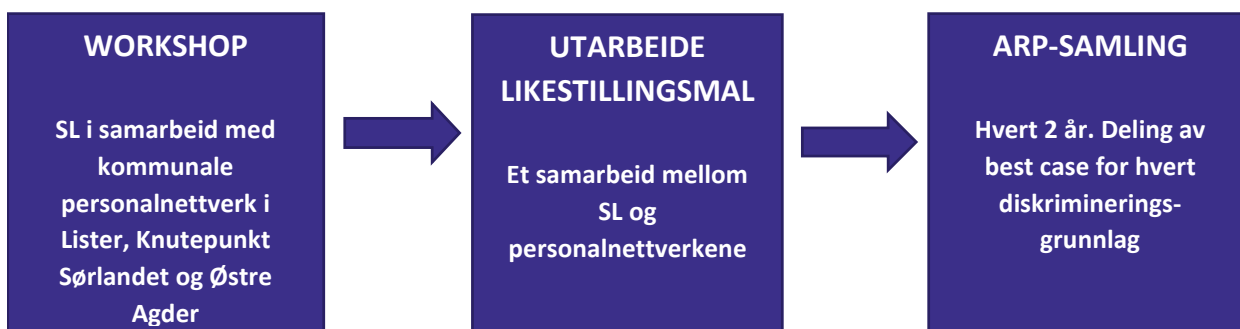 WORKSHOP
SL i samarbeid med
kommunale
personalnettverk i
Lister, Knutepunkt
Sørlandet og Østre
Agder
UTARBEIDE
LIKESTILLINGSMAL
Et samarbeid mellom
SL og
personalnettverkene
ARP-SAMLING
Hvert 2 år. Deling av
best case for hvert
diskriminerings-
grunnlag